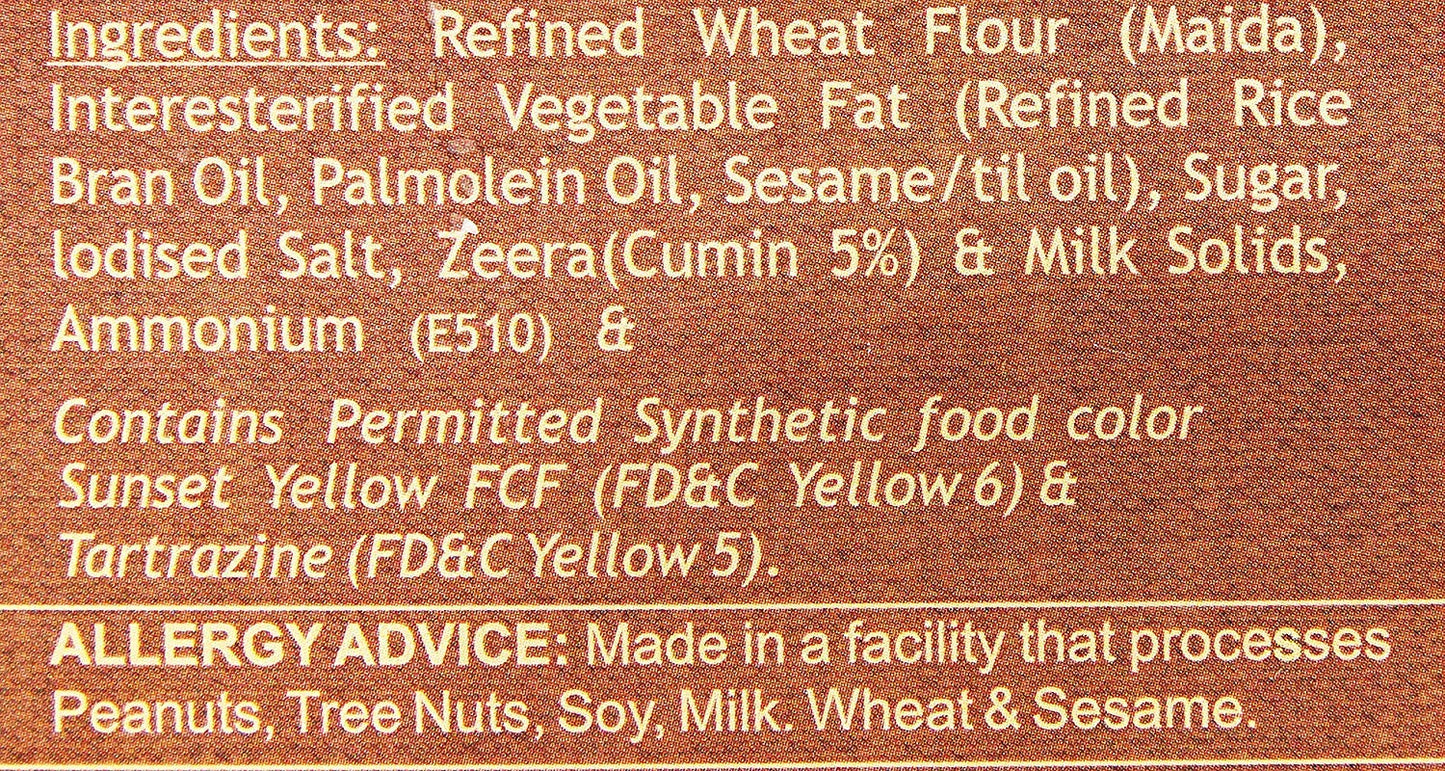 Ingredients: Refined Wheat Flour (Maida),
Interesterified Vegetable Fat (Refined Rice
Bran Oil, Palmolein Oil, Sesame/til oil), Sugar,
Iodised Salt, Zeera(Cumin 5%) & Milk Solids,
Ammonium (E510) &
Contains Permitted Synthetic food color
Sunset Yellow FCF (FD&C Yellow 6) &
Tartrazine (FD&C Yellow 5).
ALLERGY ADVICE: Made in a facility that processes
Peanuts, Tree Nuts, Soy, Milk. Wheat & Sesame.